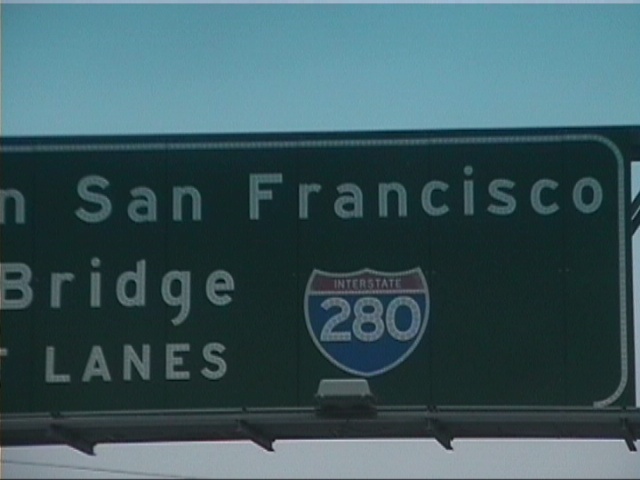 n San Francisco
Bridge
INTERSTATE
280
T LANES